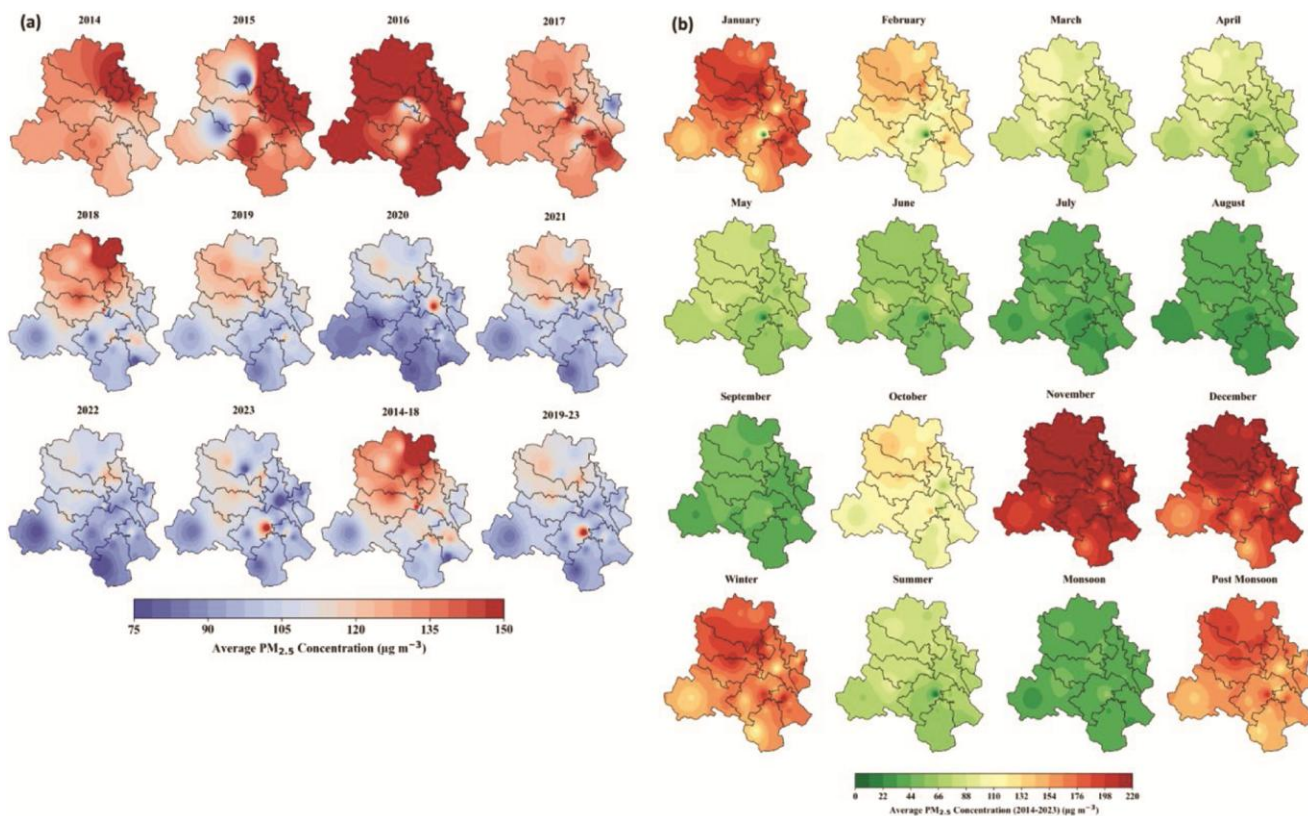 (a)
2014 2015 2016 2017
2018 2019 2020 2021
2022 2023 2014-18 2019-23
75 90 105 120 135 150
Average PM₂.₅ Concentration (µg m⁻³)
(b)
January February March April
May June July August
September October November December
Winter Summer Monsoon Post Monsoon
0 22 44 66 88 110 132 154 176 198 220
Average PM₂.₅ Concentration (2014-2023) (µg m⁻³)